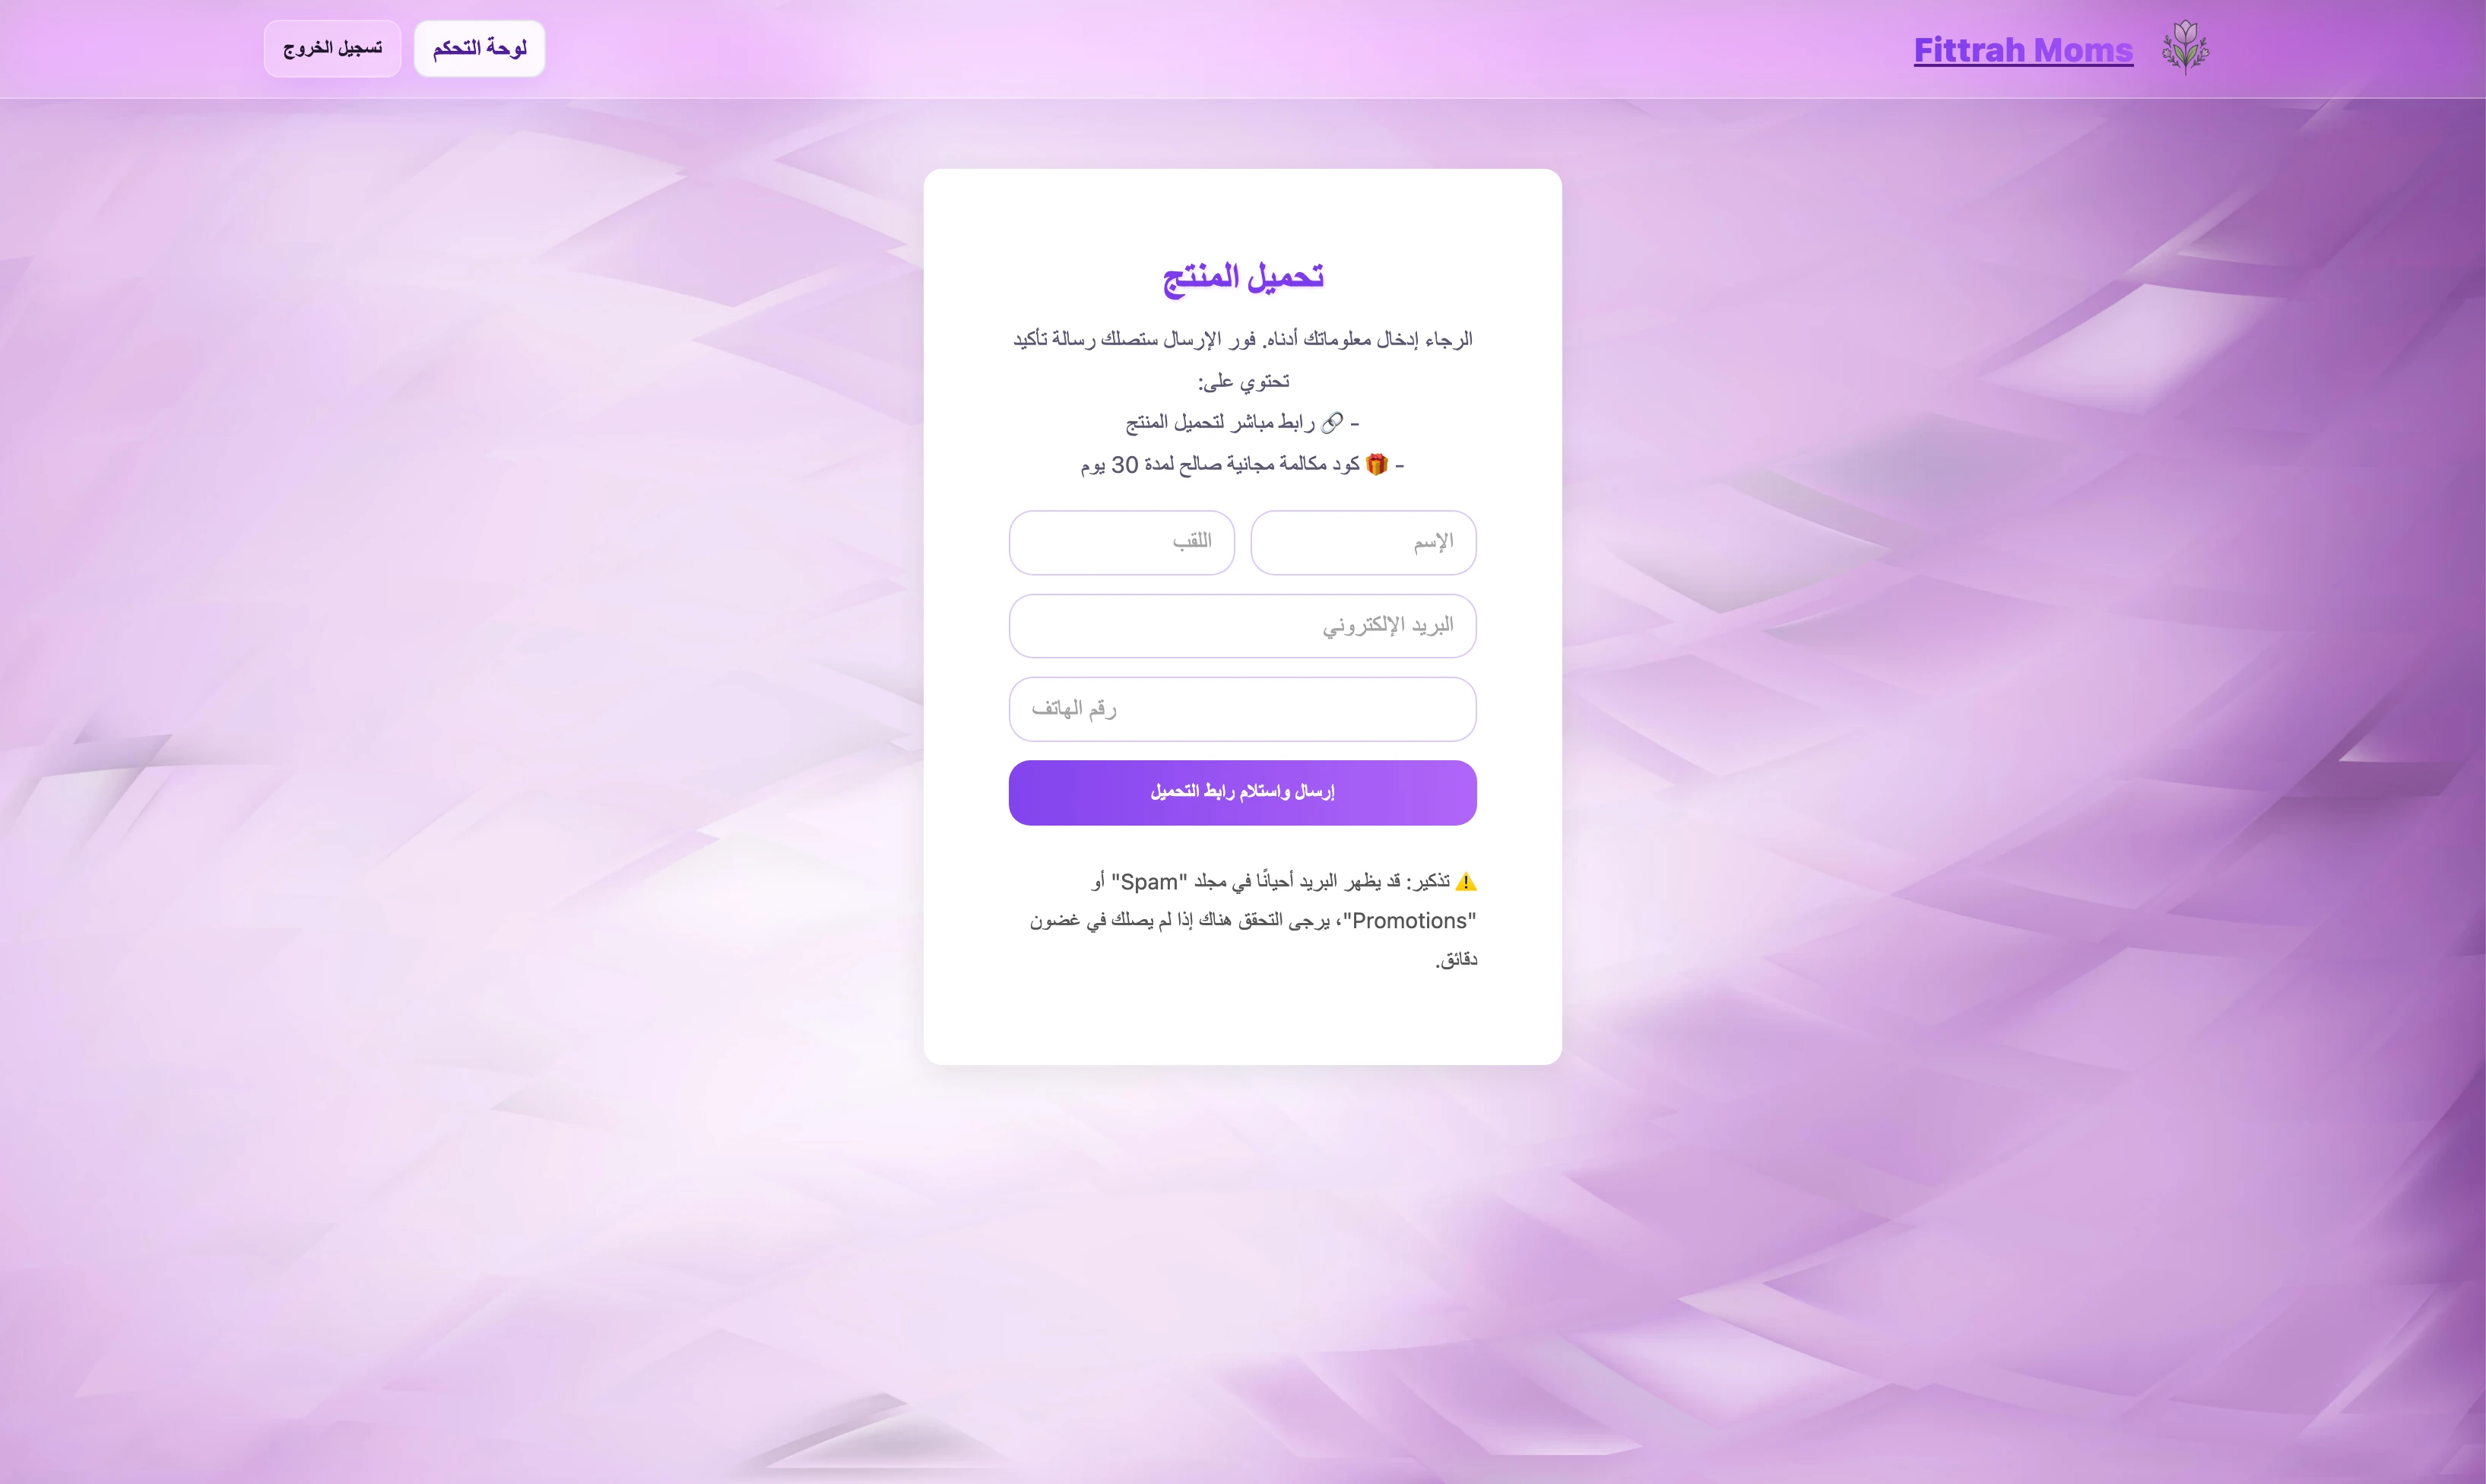 Fittrah Moms
لوحة التحكم
تسجيل الخروج
تحميل المنتج
الرجاء إدخال معلوماتك أدناه. فور الإرسال ستصلك رسالة تأكيد
تحتوي على:
- 🔗 رابط مباشر لتحميل المنتج
- 🎁 كود مكالمة مجانية صالح لمدة 30 يوم
الإسم
اللقب
البريد الإلكتروني
رقم الهاتف
إرسال واستلام رابط التحميل
⚠️ تذكير: قد يظهر البريد أحيانًا في مجلد "Spam" أو
"Promotions"، يرجى التحقق هناك إذا لم يصلك في غضون
دقائق.